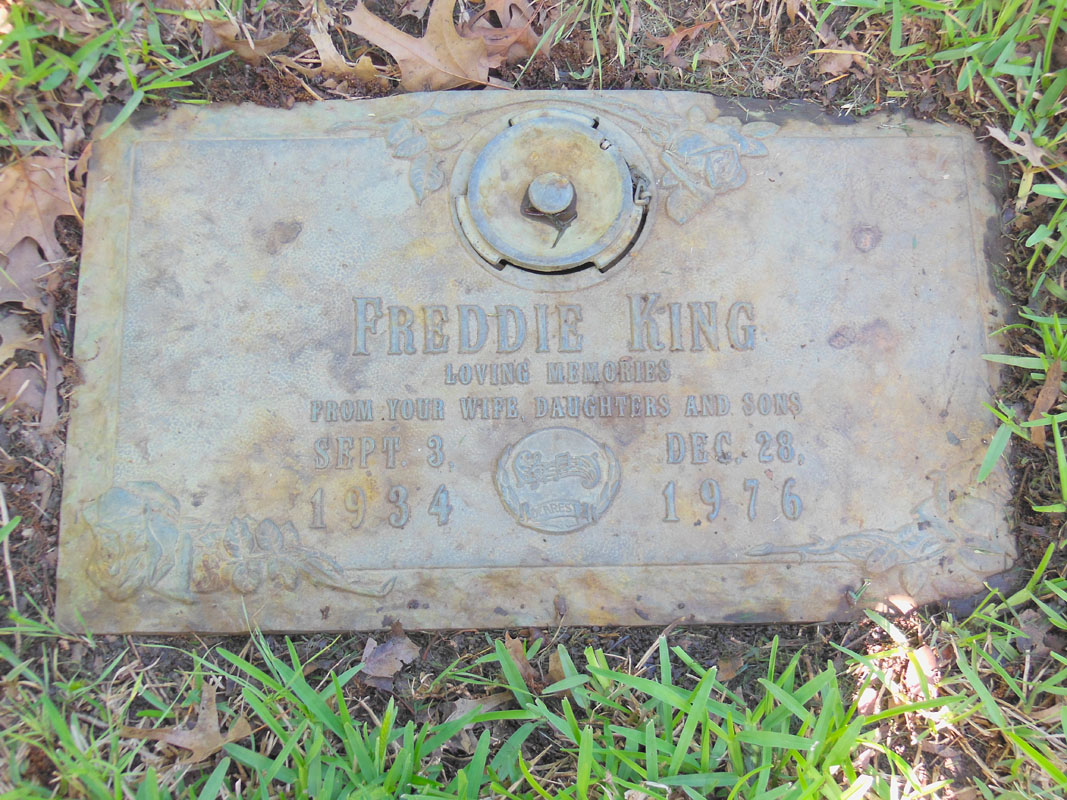 FREDDIE KING
LOVING MEMORIES
FROM YOUR WIFE, DAUGHTERS AND SONS
SEPT. 3, DEC. 28,
1934 1976